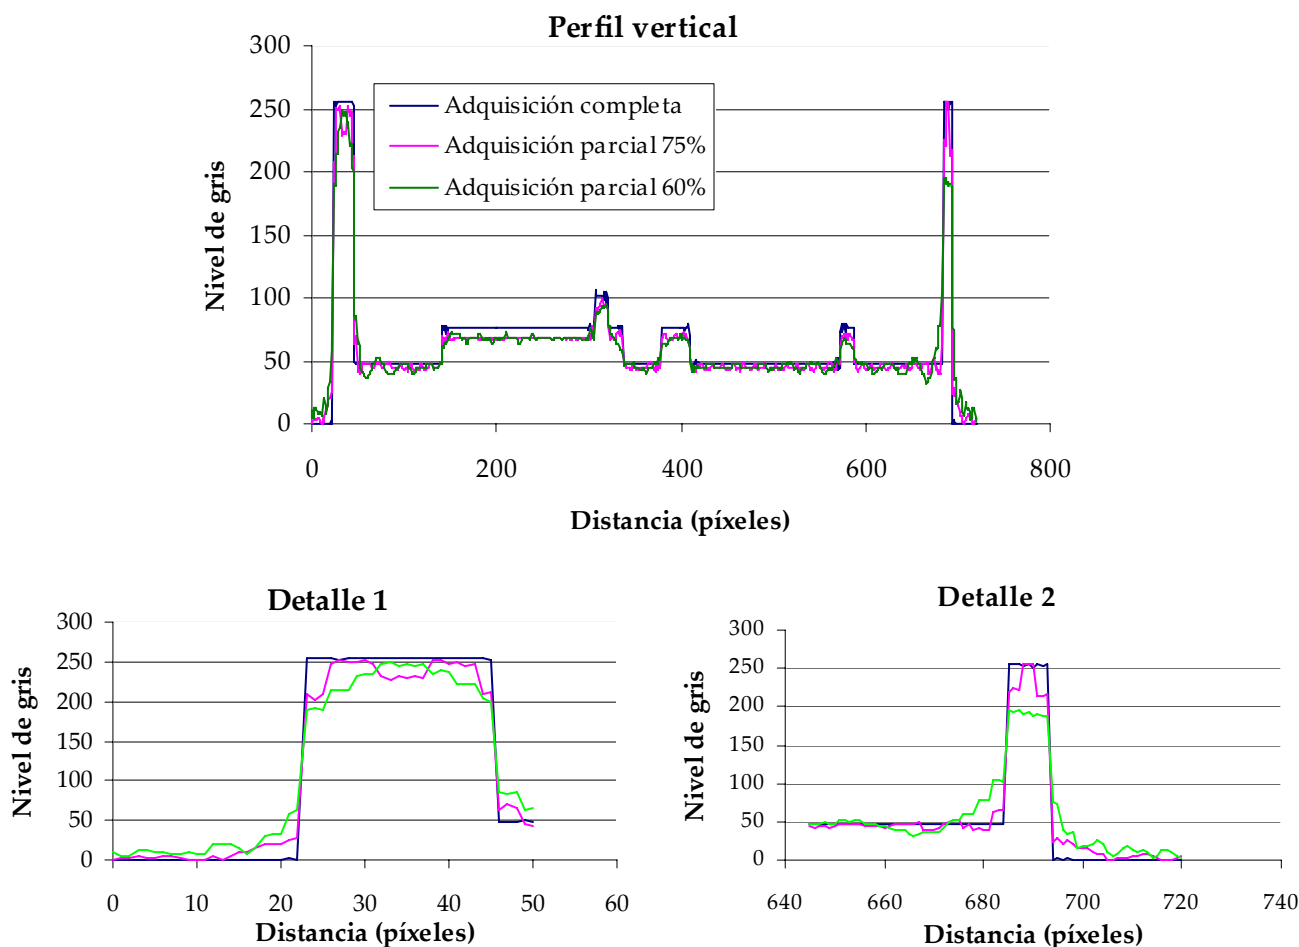 Perfil vertical
300
250
200
150
100
50
0
Nivel de gris
Adquisición completa
Adquisición parcial 75%
Adquisición parcial 60%
0 200 400 600 800
Distancia (píxeles)
Detalle 1
300
250
200
150
100
50
0
Nivel de gris
0 10 20 30 40 50 60
Distancia (píxeles)
Detalle 2
300
250
200
150
100
50
0
Nivel de gris
640 660 680 700 720 740
Distancia (píxeles)